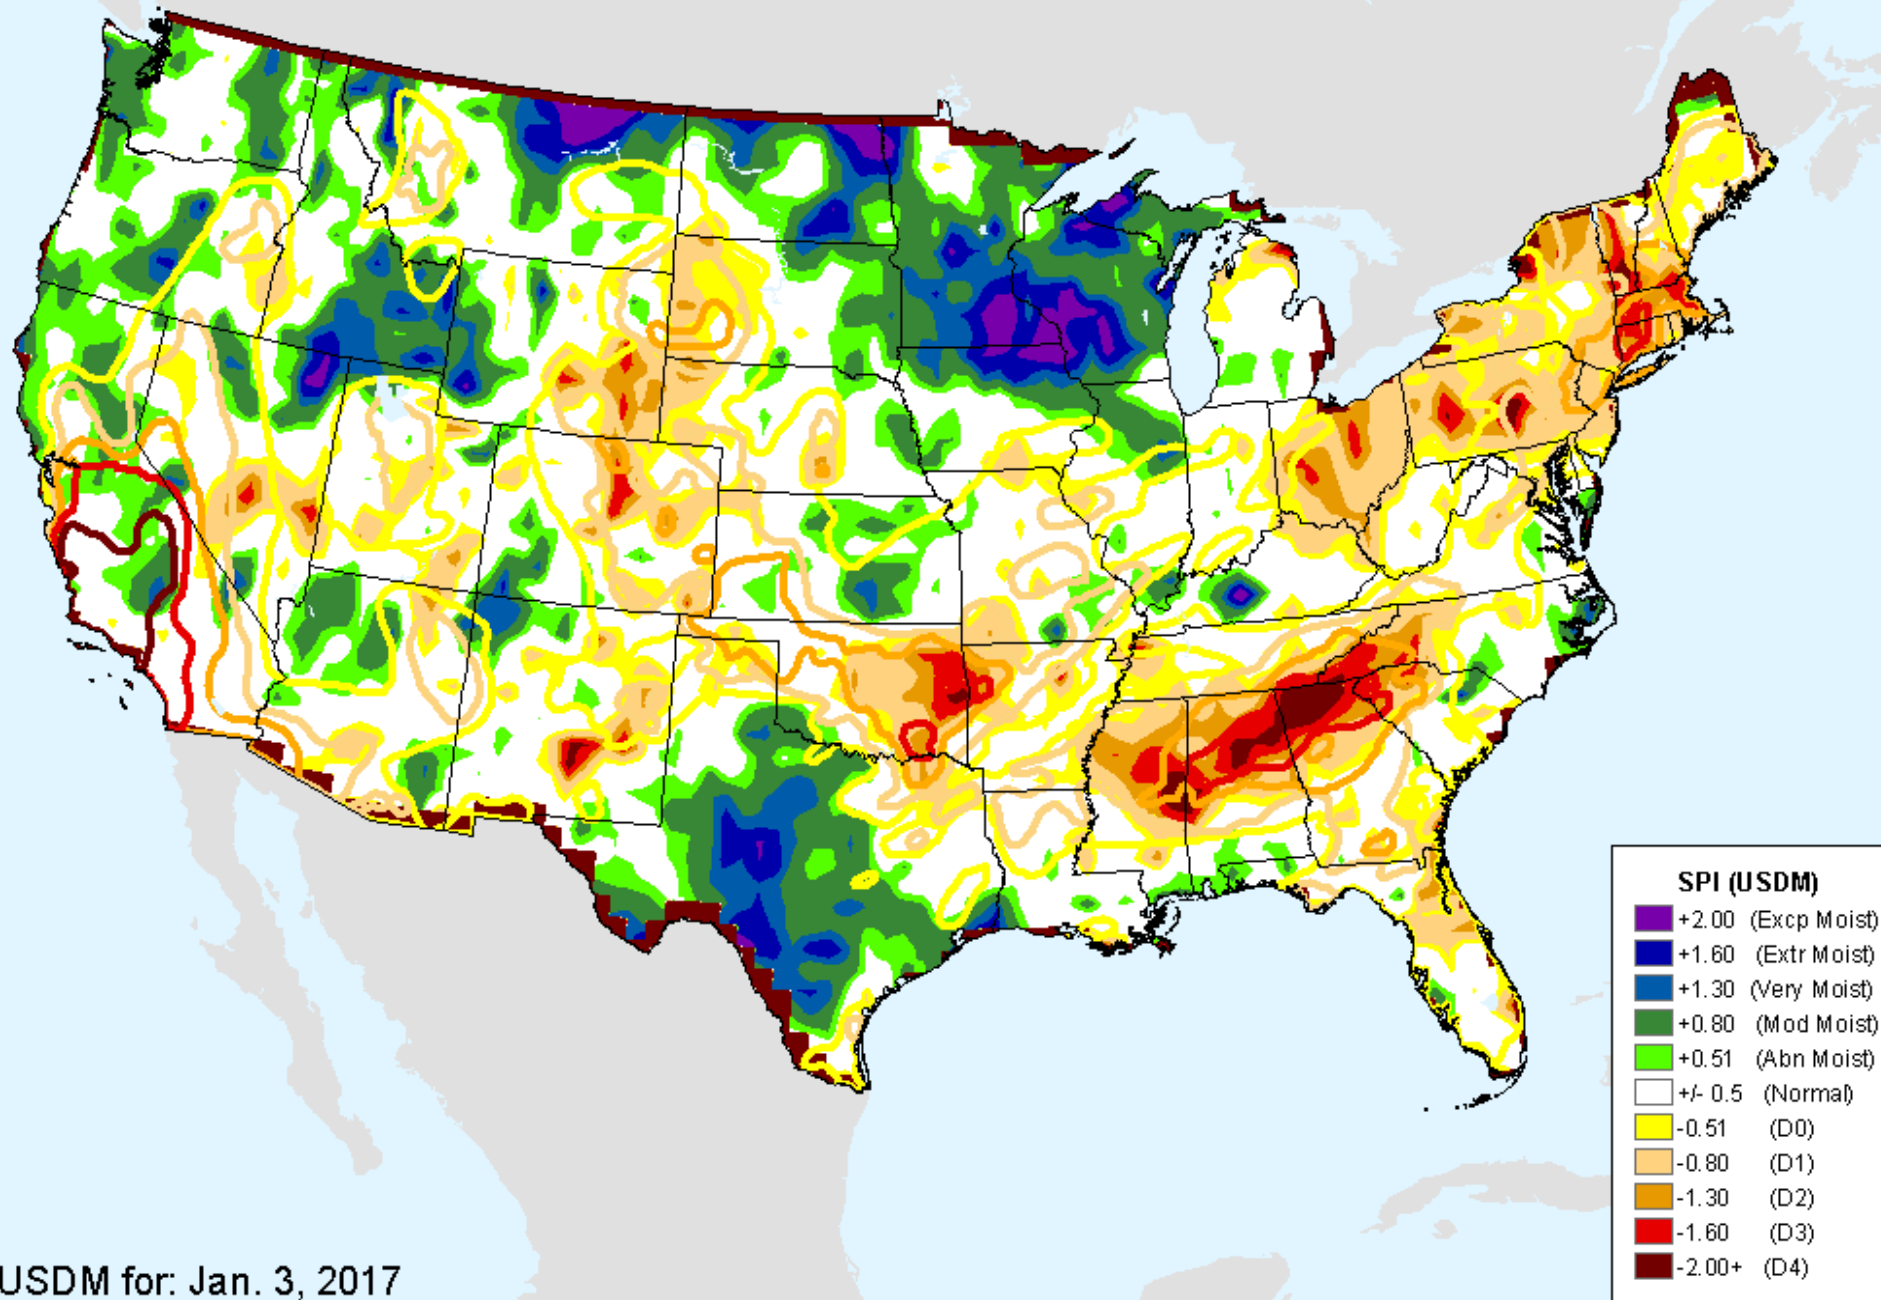 SPI (USDM)
+2.00 (Excp Moist)
+1.60 (Extr Moist)
+1.30 (Very Moist)
+0.80 (Mod Moist)
+0.51 (Abn Moist)
+/- 0.5 (Normal)
-0.51 (D0)
-0.80 (D1)
-1.30 (D2)
-1.60 (D3)
-2.00+ (D4)
USDM for: Jan. 3, 2017